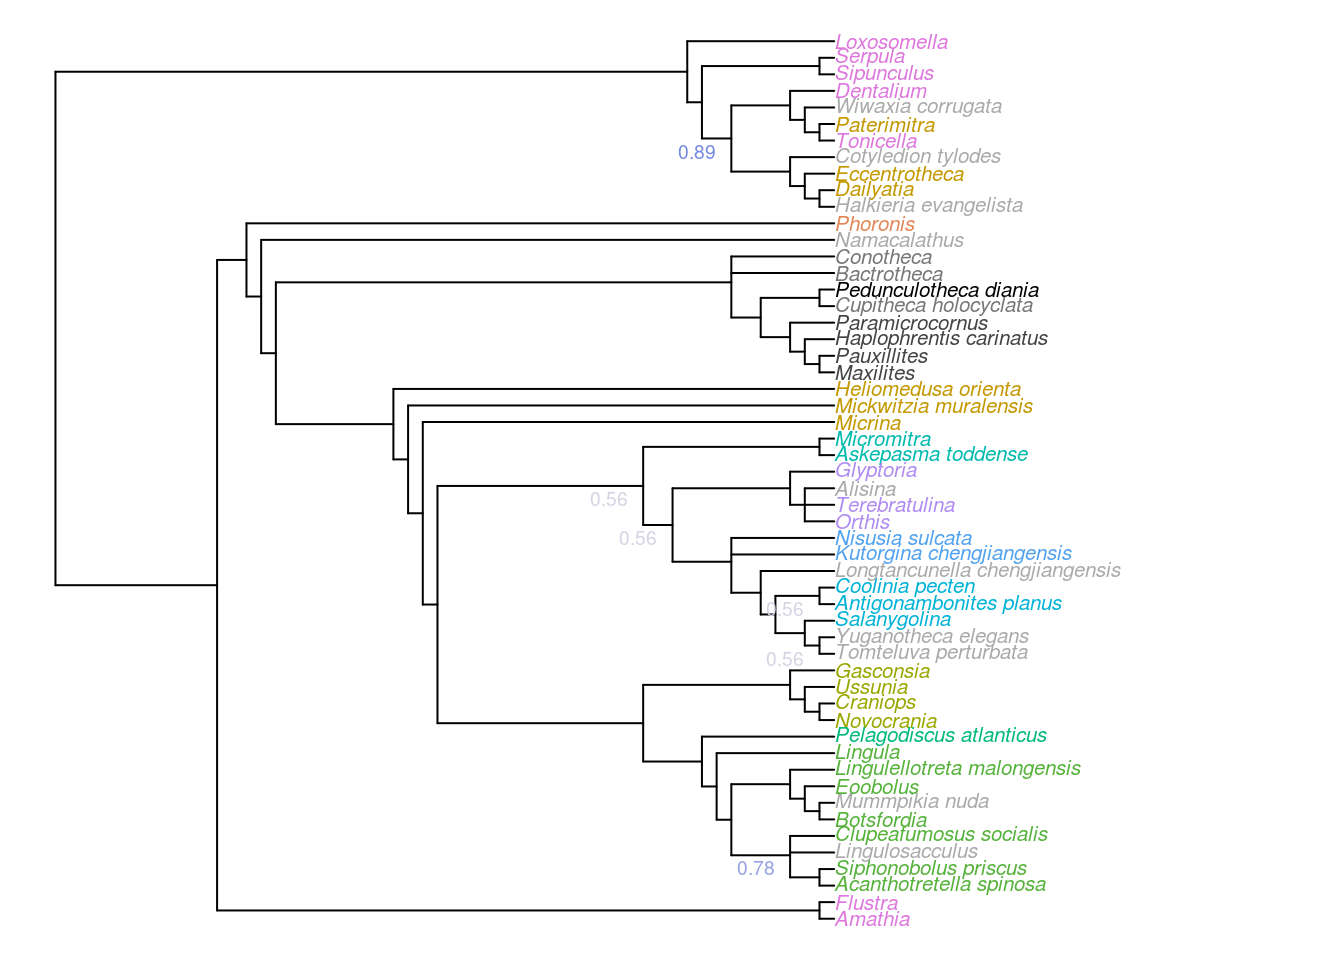 Loxosomella
Serpula
Sipunculus
Dentalium
Wiwaxia corrugata
Paterimitra
Tonicella
0.89
Cotyledion tylodes
Eccentrotheca
Dailyatia
Halkieria evangelista
Phoronis
Namacalathus
Conotheca
Bactrotheca
Pedunculotheca diania
Cupitheca holocyclata
Paramicrocornus
Haplophrentis carinatus
Pauxillites
Maxilites
Heliomedusa orienta
Mickwitzia muralensis
Micrina
Micromitra
Askepasma toddense
Glyptoria
Alisina
0.56
Terebratulina
Orthis
0.56
Nisusia sulcata
Kutorgina chengjiangensis
Longtancunella chengjiangensis
Coolinia pecten
0.56
Antigonambonites planus
Salanygolina
Yuganotheca elegans
Tomteluva perturbata
0.56
Gasconsia
Ussunia
Craniops
Novocrania
Pelagodiscus atlanticus
Lingula
Lingulellotreta malongensis
Eoobolus
Mummpikia nuda
Botsfordia
Clupeafumosus socialis
Lingulosacculus
0.78
Siphonobolus priscus
Acanthotretella spinosa
Flustra
Amathia